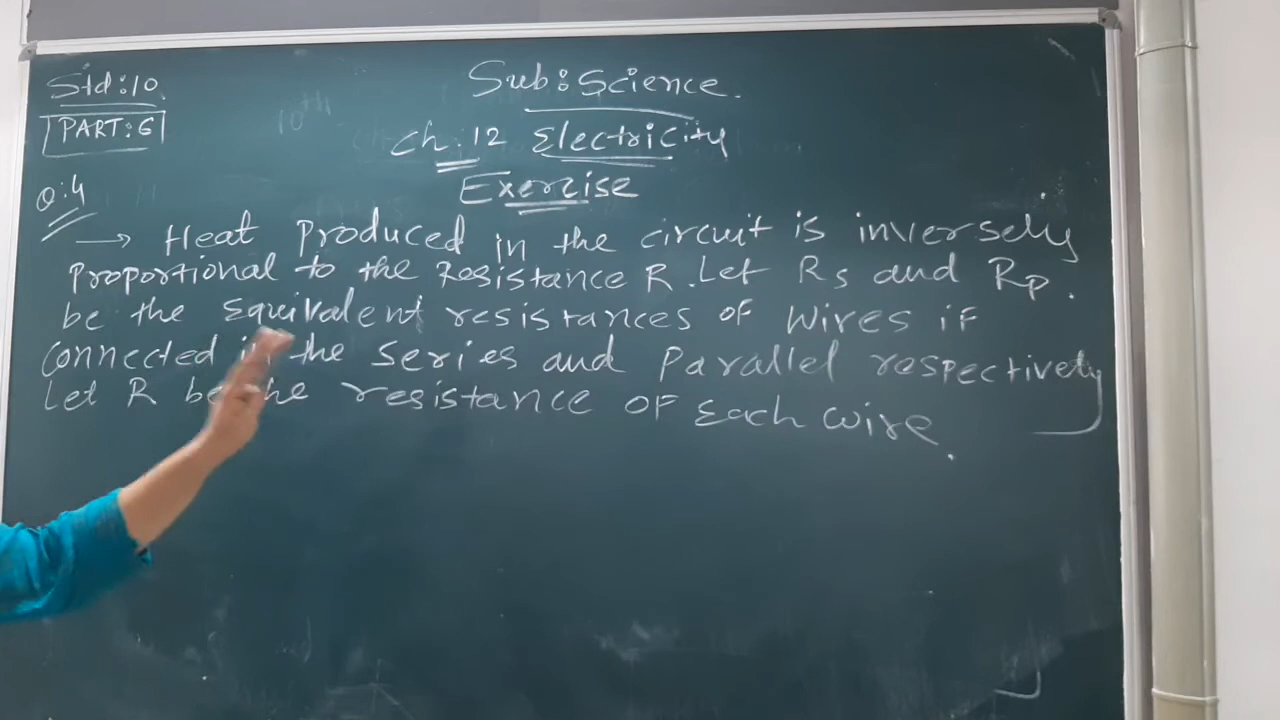 Std:10.
PART:6
Sub:Science.
Ch.12 Electricity
Exercise
Q:4
→ Heat Produced in the circuit is inversely
Proportional to the Resistance R. Let Rs and Rp.
be the Equivalent resistances of wires if
Connected in the Series and Parallel respectively
Let R be the resistance of Each wire.